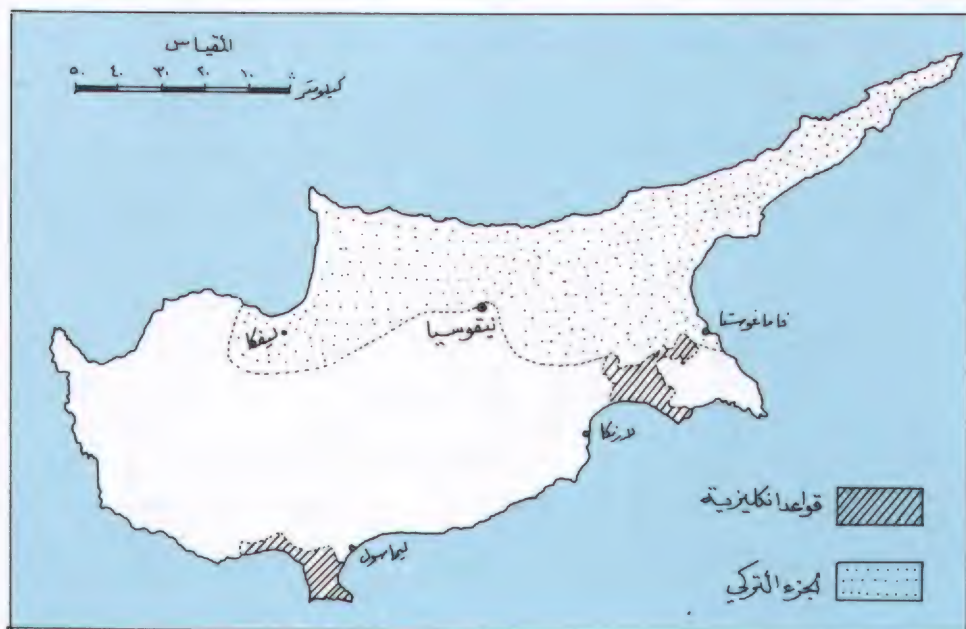 المقياس
٥٠ ٤٠ ٣٠ ٢٠ ١٠ ٠
كيلومتر
فاماغوستا
نيقوسيا
ليفكا
لارنكا
ليماسول
قواعد انكليزية
الجزء التركي